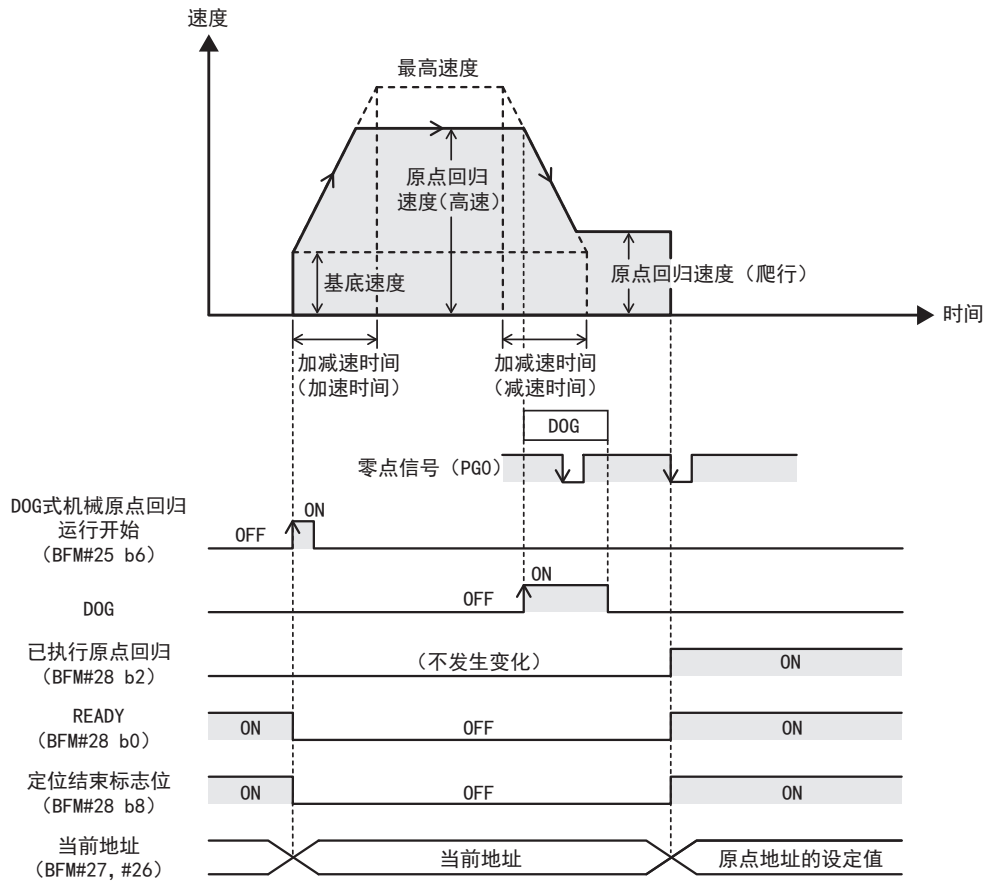 速度
最高速度
原点回归
速度(高速)
基底速度
原点回归速度（爬行）
时间
加减速时间
（加速时间）
加减速时间
（减速时间）
DOG
零点信号（PG0）
DOG式机械原点回归
运行开始
（BFM#25 b6）
OFF
ON
DOG
OFF
ON
已执行原点回归
（BFM#28 b2）
（不发生变化）
ON
READY
（BFM#28 b0）
ON
OFF
ON
定位结束标志位
（BFM#28 b8）
ON
OFF
ON
当前地址
（BFM#27, #26）
当前地址
原点地址的设定值